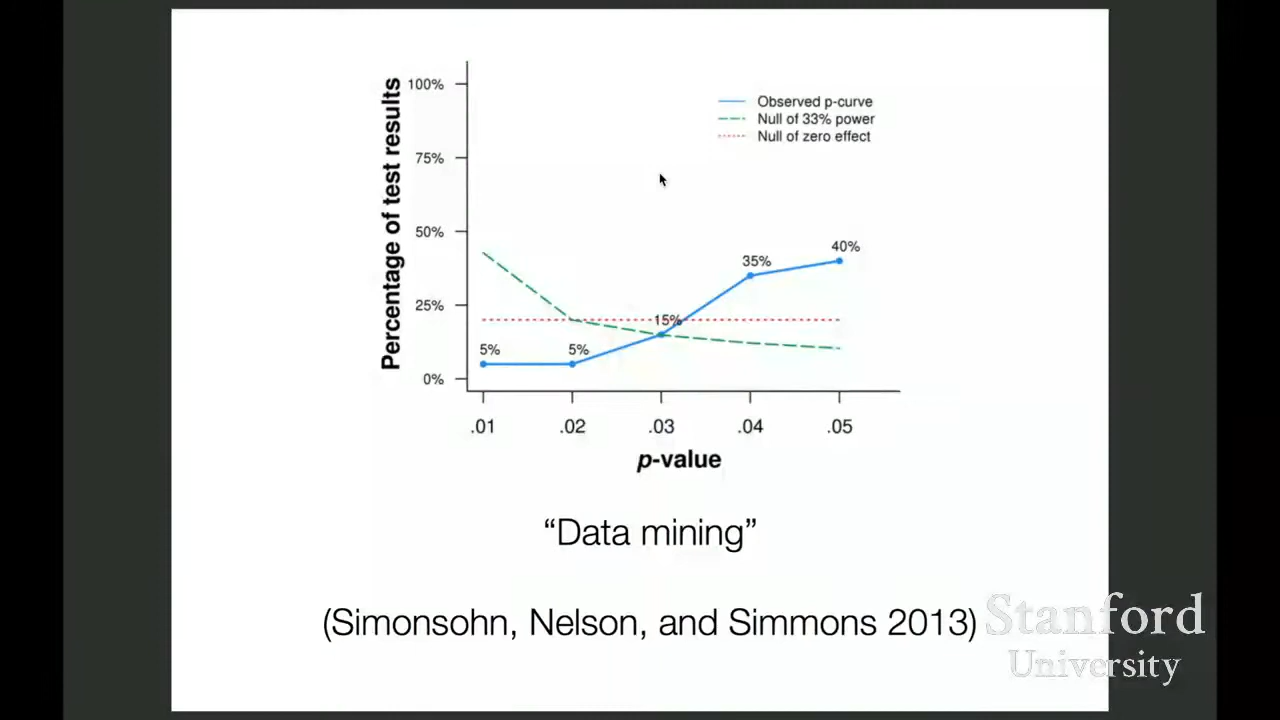 Percentage of test results
100%
75%
50%
25%
0%
Observed p-curve
Null of 33% power
Null of zero effect
5%
5%
15%
35%
40%
.01
.02
.03
.04
.05
p-value
“Data mining”
(Simonsohn, Nelson, and Simmons 2013)
Stanford
University